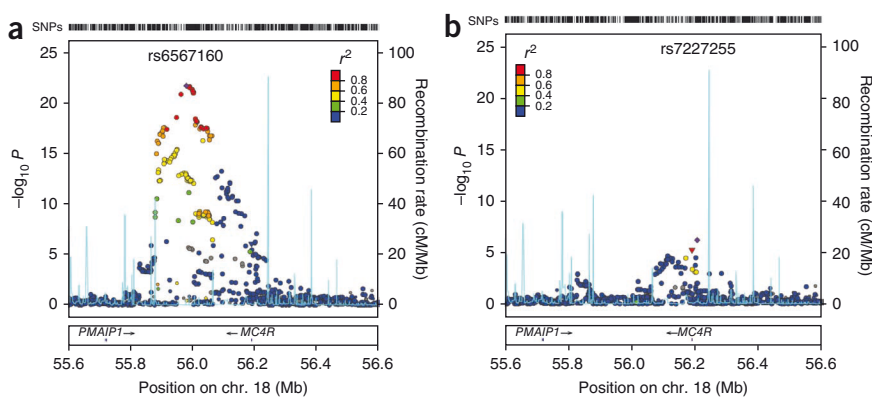 a
SNPs
rs6567160
r²
0.8
0.6
0.4
0.2
25
20
15
10
5
0
–log₁₀ P
100
80
60
40
20
0
Recombination rate (cM/Mb)
PMAIP1 →
← MC4R
55.6 55.8 56.0 56.2 56.4 56.6
Position on chr. 18 (Mb)
b
SNPs
rs7227255
r²
0.8
0.6
0.4
0.2
25
20
15
10
5
0
–log₁₀ P
100
80
60
40
20
0
Recombination rate (cM/Mb)
PMAIP1 →
← MC4R
55.6 55.8 56.0 56.2 56.4 56.6
Position on chr. 18 (Mb)